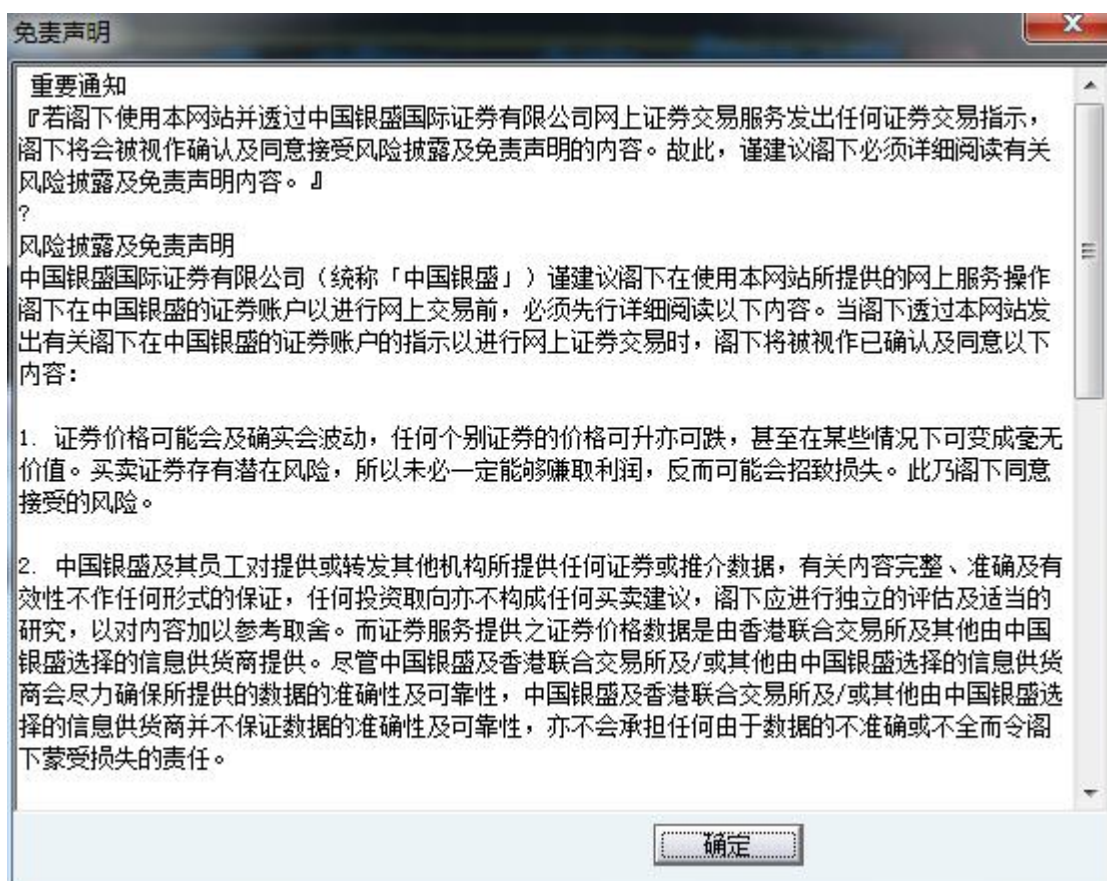 免责声明
重要通知
『若阁下使用本网站并透过中国银盛国际证券有限公司网上证券交易服务发出任何证券交易指示，
阁下将会被视作确认及同意接受风险披露及免责声明的内容。故此，谨建议阁下必须详细阅读有关
风险披露及免责声明内容。』
?
风险披露及免责声明
中国银盛国际证券有限公司（统称「中国银盛」）谨建议阁下在使用本网站所提供的网上服务操作
阁下在中国银盛的证券账户以进行网上交易前，必须先行详细阅读以下内容。当阁下透过本网站发
出有关阁下在中国银盛的证券账户的指示以进行网上证券交易时，阁下将被视作已确认及同意以下
内容：
1. 证券价格可能会及确实会波动，任何个别证券的价格可升亦可跌，甚至在某些情况下可变成毫无
价值。买卖证券存有潜在风险，所以未必一定能够赚取利润，反而可能会招致损失。此乃阁下同意
接受的风险。
2. 中国银盛及其员工对提供或转发其他机构所提供任何证券或推介数据，有关内容完整、准确及有
效性不作任何形式的保证，任何投资取向亦不构成任何买卖建议，阁下应进行独立的评估及适当的
研究，以对内容加以参考取舍。而证券服务提供之证券价格数据是由香港联合交易所及其他由中国
银盛选择的信息供货商提供。尽管中国银盛及香港联合交易所及/或其他由中国银盛选择的信息供货
商会尽力确保所提供的数据的准确性及可靠性，中国银盛及香港联合交易所及/或其他由中国银盛选
择的信息供货商并不保证数据的准确性及可靠性，亦不会承担任何由于数据的不准确或不全而令阁
下蒙受损失的责任。
确定